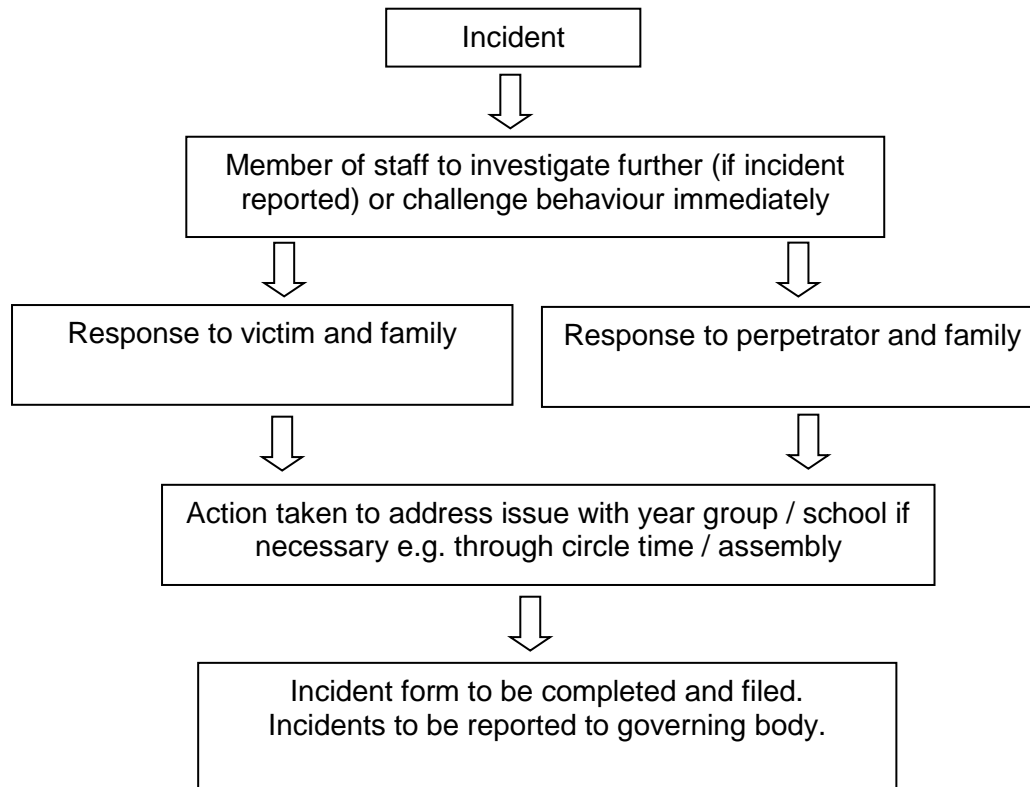 Incident
Member of staff to investigate further (if incident
reported) or challenge behaviour immediately
Response to victim and family
Response to perpetrator and family
Action taken to address issue with year group / school if
necessary e.g. through circle time / assembly
Incident form to be completed and filed.
Incidents to be reported to governing body.